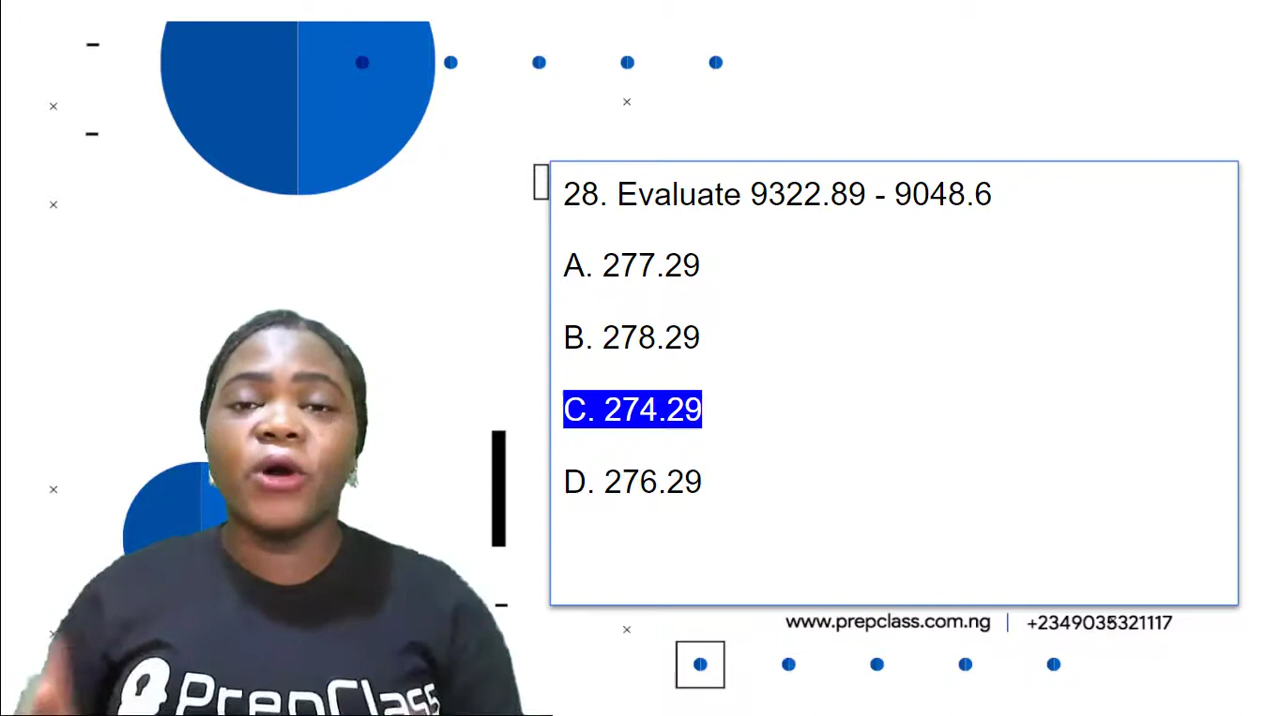 28. Evaluate 9322.89 - 9048.6
A. 277.29
B. 278.29
C. 274.29
D. 276.29
www.prepclass.com.ng | +2349035321117
PrepClass